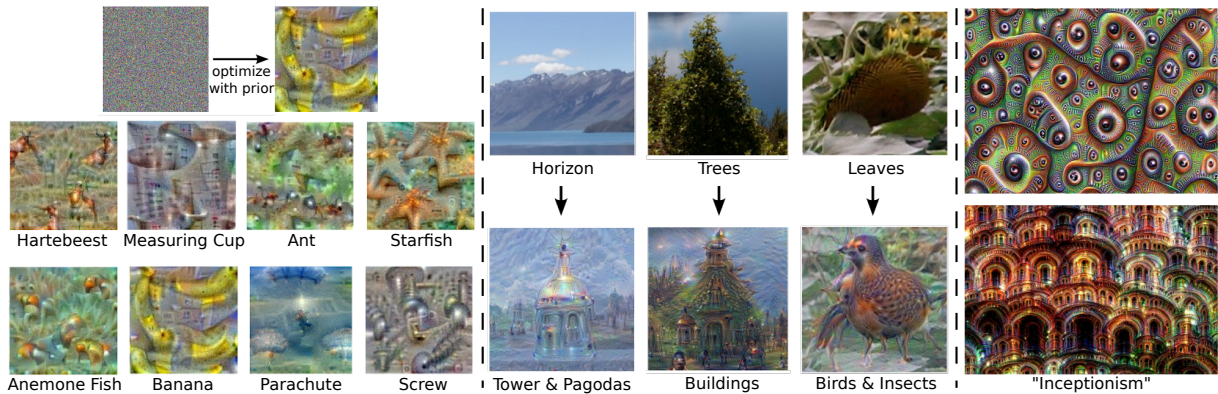 optimize
with prior
Hartebeest
Measuring Cup
Ant
Starfish
Anemone Fish
Banana
Parachute
Screw
Horizon
Trees
Leaves
Tower & Pagodas
Buildings
Birds & Insects
"Inceptionism"